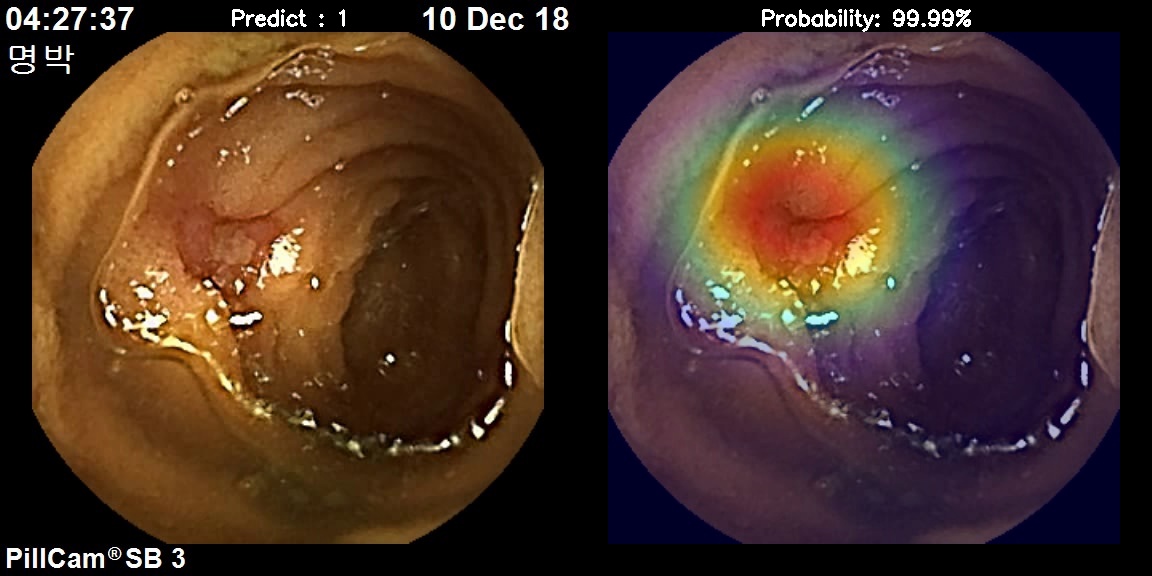 04:27:37
Predict : 1
10 Dec 18
Probability: 99.99%
명 박
PillCam® SB 3